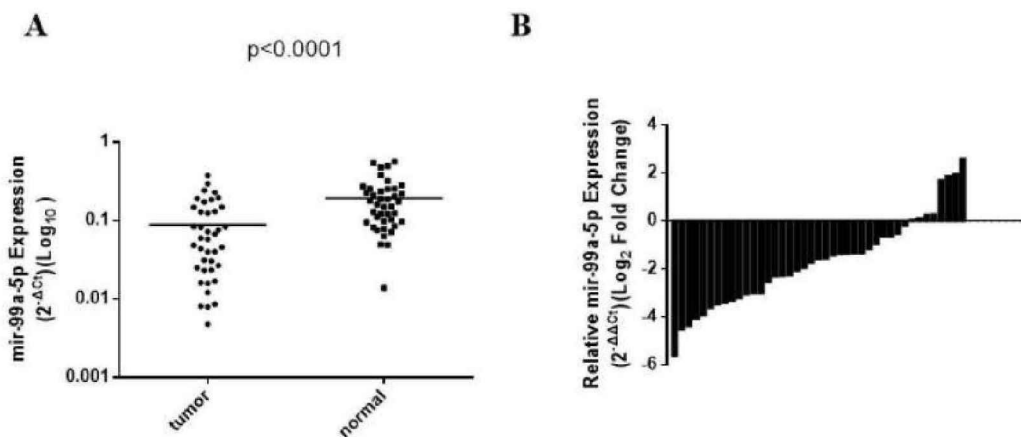 A
p<0.0001
mir-99a-5p Expression
(2^-ΔCt)(Log₁₀)
1
0.1
0.01
0.001
tumor
normal
B
Relative mir-99a-5p Expression
(2^-ΔΔCt)(Log₂ Fold Change)
4
2
0
-2
-4
-6